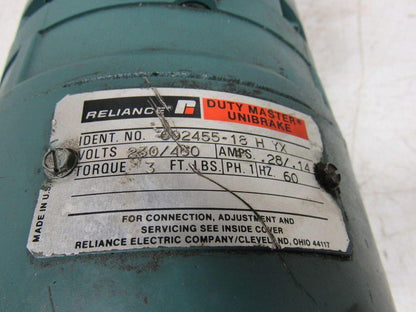 RELIANCE R DUTY MASTER® UNIBRAKE
IDENT. NO. 602455-18 H YX
VOLTS 230/460 AMPS .28/.14
TORQUE 3 FT. LBS. PH. 1 HZ. 60
FOR CONNECTION, ADJUSTMENT AND
SERVICING SEE INSIDE COVER
RELIANCE ELECTRIC COMPANY/CLEVELAND, OHIO 44117
MADE IN U.S.